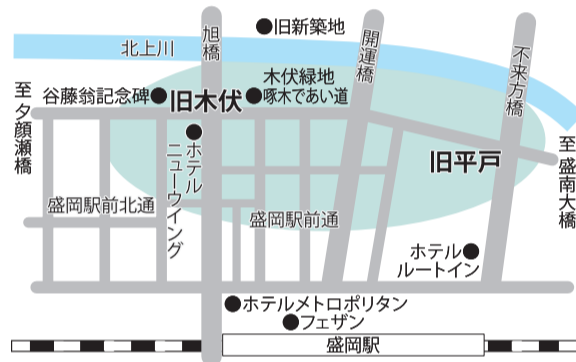 旧新築地
北上川
旭橋
開運橋
不来方橋
谷藤翁記念碑
旧木伏
木伏緑地
啄木であい道
至夕顔瀬橋
至盛南大橋
旧平戸
ホテル
ニューウイング
盛岡駅前北通
盛岡駅前通
ホテル
ルートイン
ホテルメトロポリタン
フェザン
盛岡駅